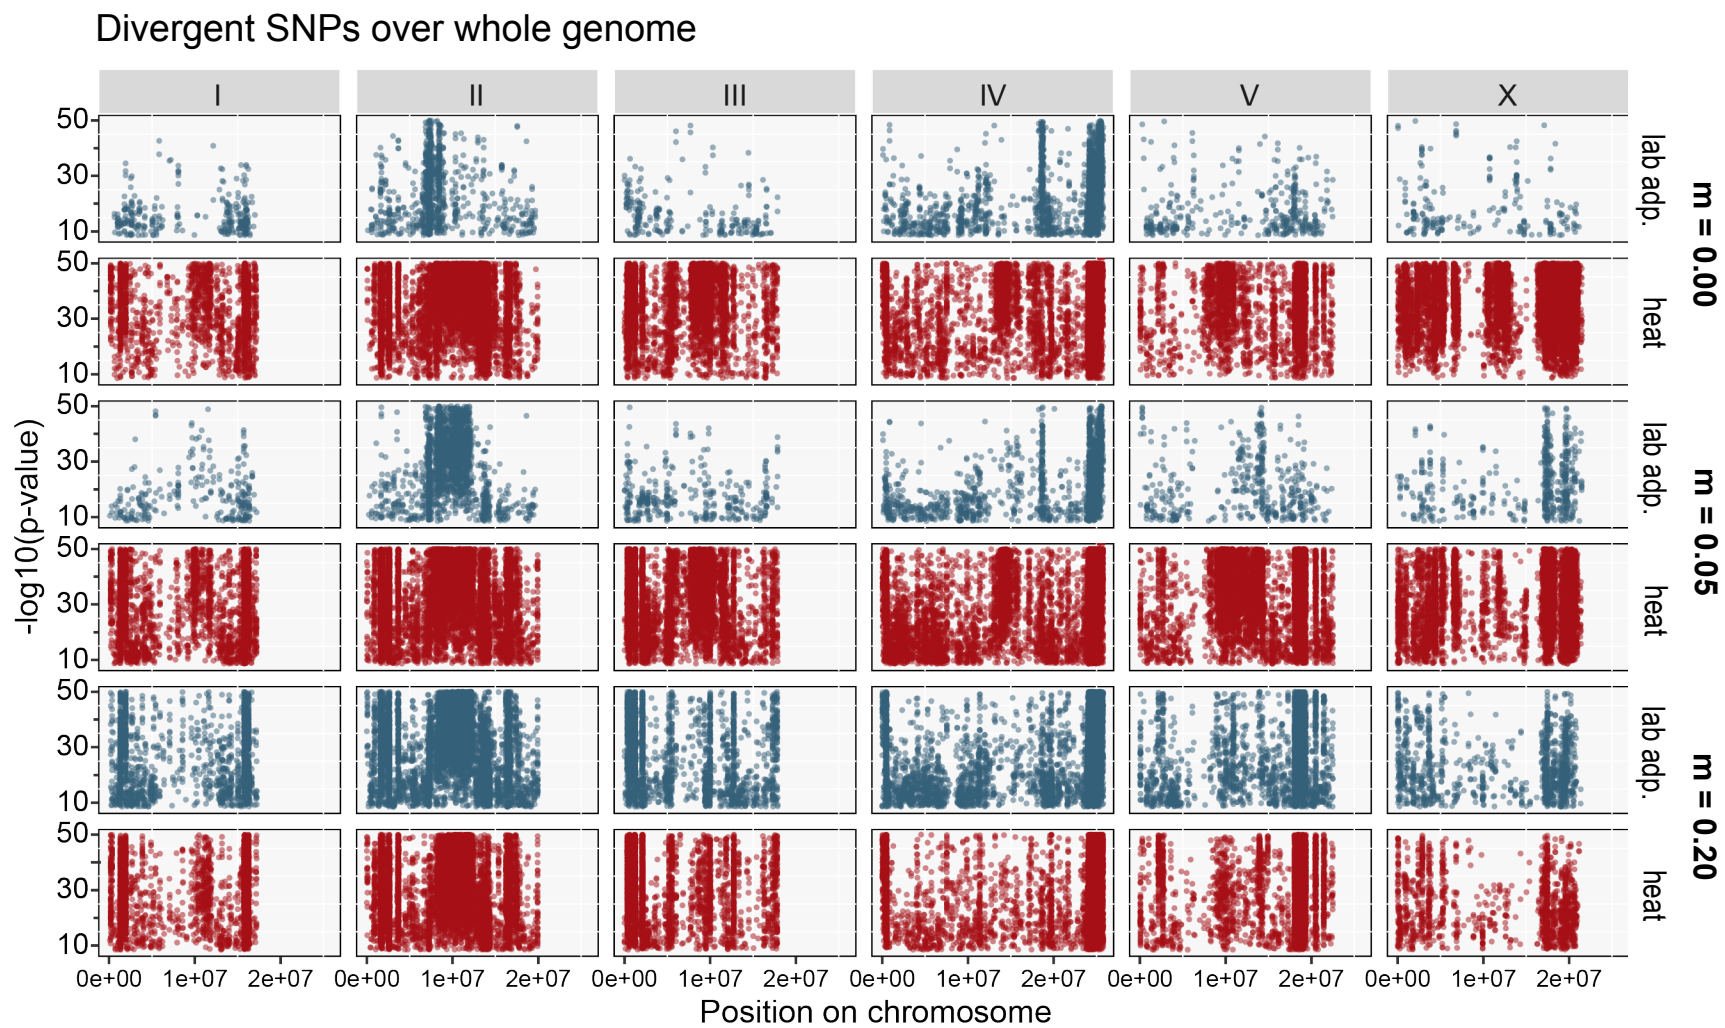 Divergent SNPs over whole genome
I II III IV V X
50
30
10
lab adp.
50
30
10
heat
m = 0.00
50
30
10
lab adp.
50
30
10
heat
m = 0.05
50
30
10
lab adp.
50
30
10
heat
m = 0.20
-log10(p-value)
0e+00 1e+07 2e+07 0e+00 1e+07 2e+07 0e+00 1e+07 2e+07 0e+00 1e+07 2e+07 0e+00 1e+07 2e+07 0e+00 1e+07 2e+07
Position on chromosome